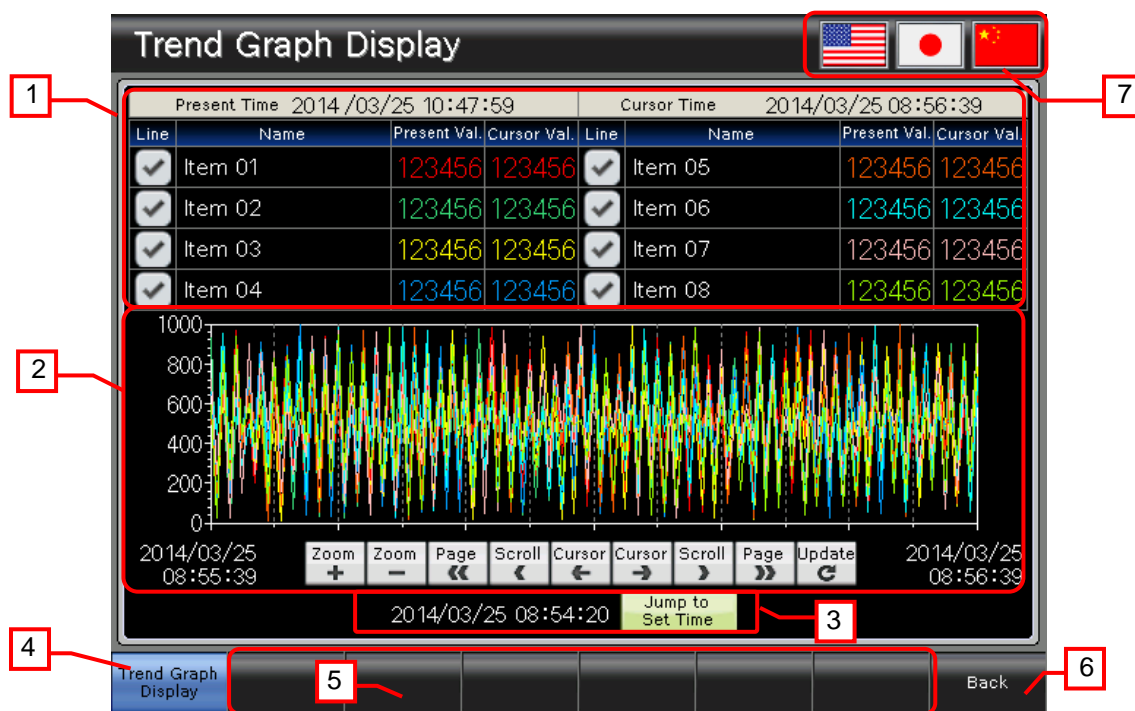 Trend Graph Display
1
7
Present Time 2014 /03/25 10:47:59 Cursor Time 2014/03/25 08:56:39
Line Name Present Val. Cursor Val. Line Name Present Val. Cursor Val.
Item 01 123456 123456 Item 05 123456 123456
Item 02 123456 123456 Item 06 123456 123456
Item 03 123456 123456 Item 07 123456 123456
Item 04 123456 123456 Item 08 123456 123456
2
1000
800
600
400
200
0
2014/03/25 08:55:39
Zoom + Zoom − Page Scroll Cursor Cursor Scroll Page Update
2014/03/25 08:56:39
2014/03/25 08:54:20 Jump to Set Time
3
4
Trend Graph Display
5
Back
6